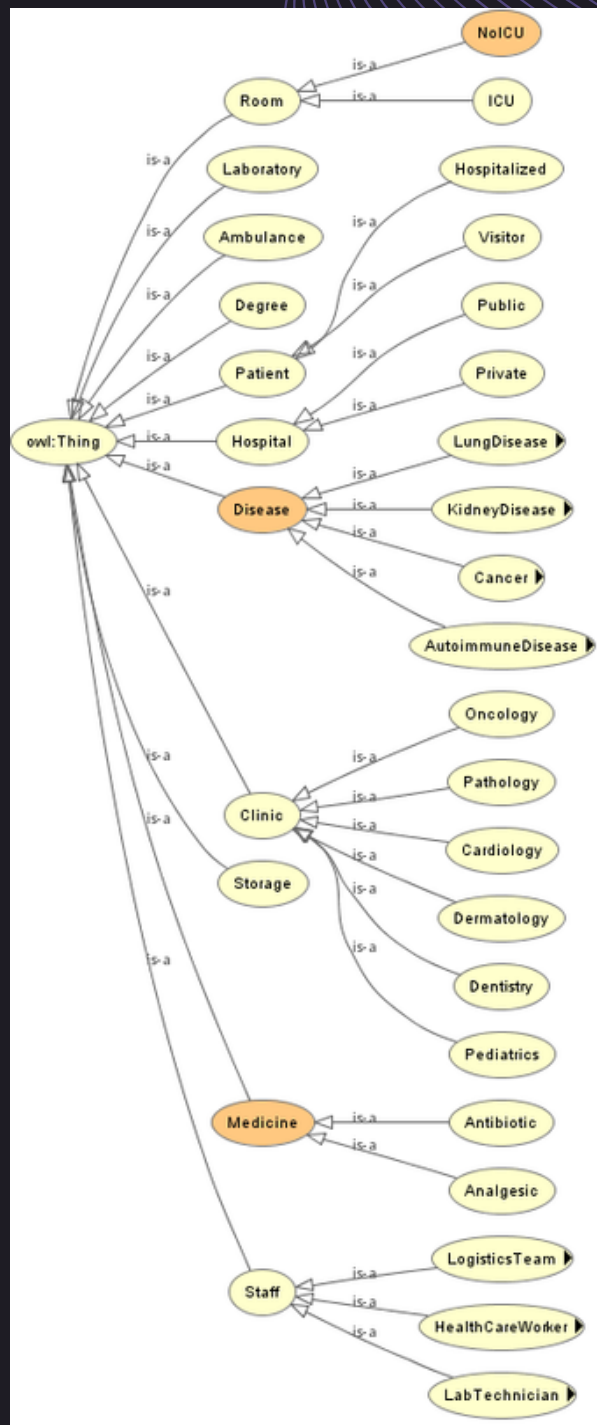 NoICU
is-a
Room
is-a
ICU
is-a
Laboratory
Hospitalized
is-a
is-a
Ambulance
Visitor
is-a
is-a
Degree
Public
is-a
is-a
Patient
Private
is-a
is-a
owl:Thing
is-a
Hospital
LungDisease
is-a
is-a
Disease
is-a
KidneyDisease
is-a
Cancer
is-a
is-a
AutoimmuneDisease
Oncology
is-a
is-a
Pathology
is-a
is-a
Clinic
is-a
Cardiology
is-a
Storage
is-a
Dermatology
is-a
is-a
Dentistry
is-a
Pediatrics
Medicine
is-a
Antibiotic
is-a
Analgesic
LogisticsTeam
is-a
Staff
is-a
HealthCareWorker
is-a
LabTechnician